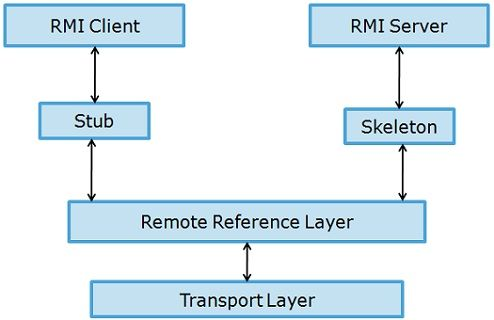 RMI Client
RMI Server
Stub
Skeleton
Remote Reference Layer
Transport Layer